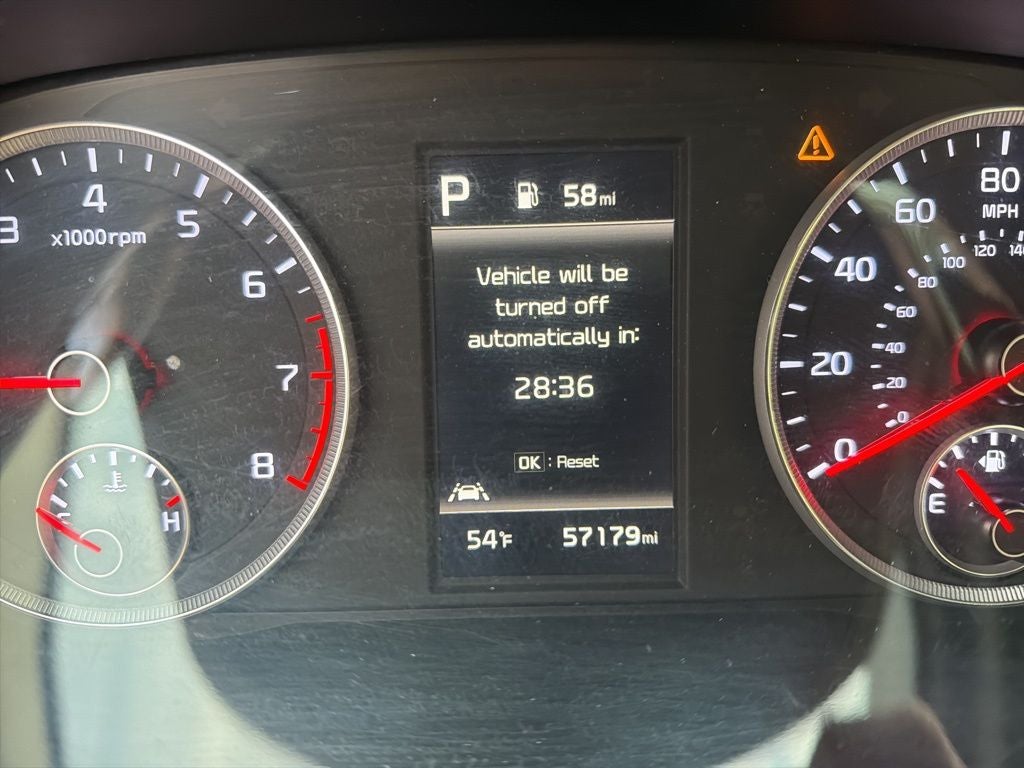 3
4
5
6
7
8
x1000rpm
H
P
58mi
Vehicle will be
turned off
automatically in:
28:36
OK : Reset
54°F
57179mi
0
20
40
60
80
MPH
0
20
40
60
80
100
120
E